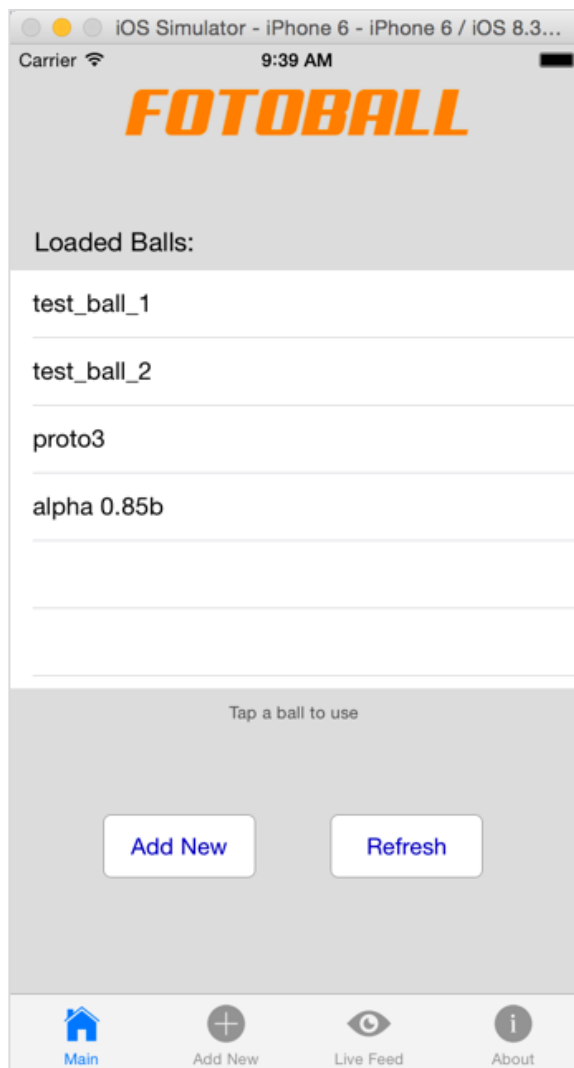 iOS Simulator - iPhone 6 - iPhone 6 / iOS 8.3...
Carrier 9:39 AM
FOTOBALL
Loaded Balls:
test_ball_1
test_ball_2
proto3
alpha 0.85b
Tap a ball to use
Add New Refresh
Main Add New Live Feed About